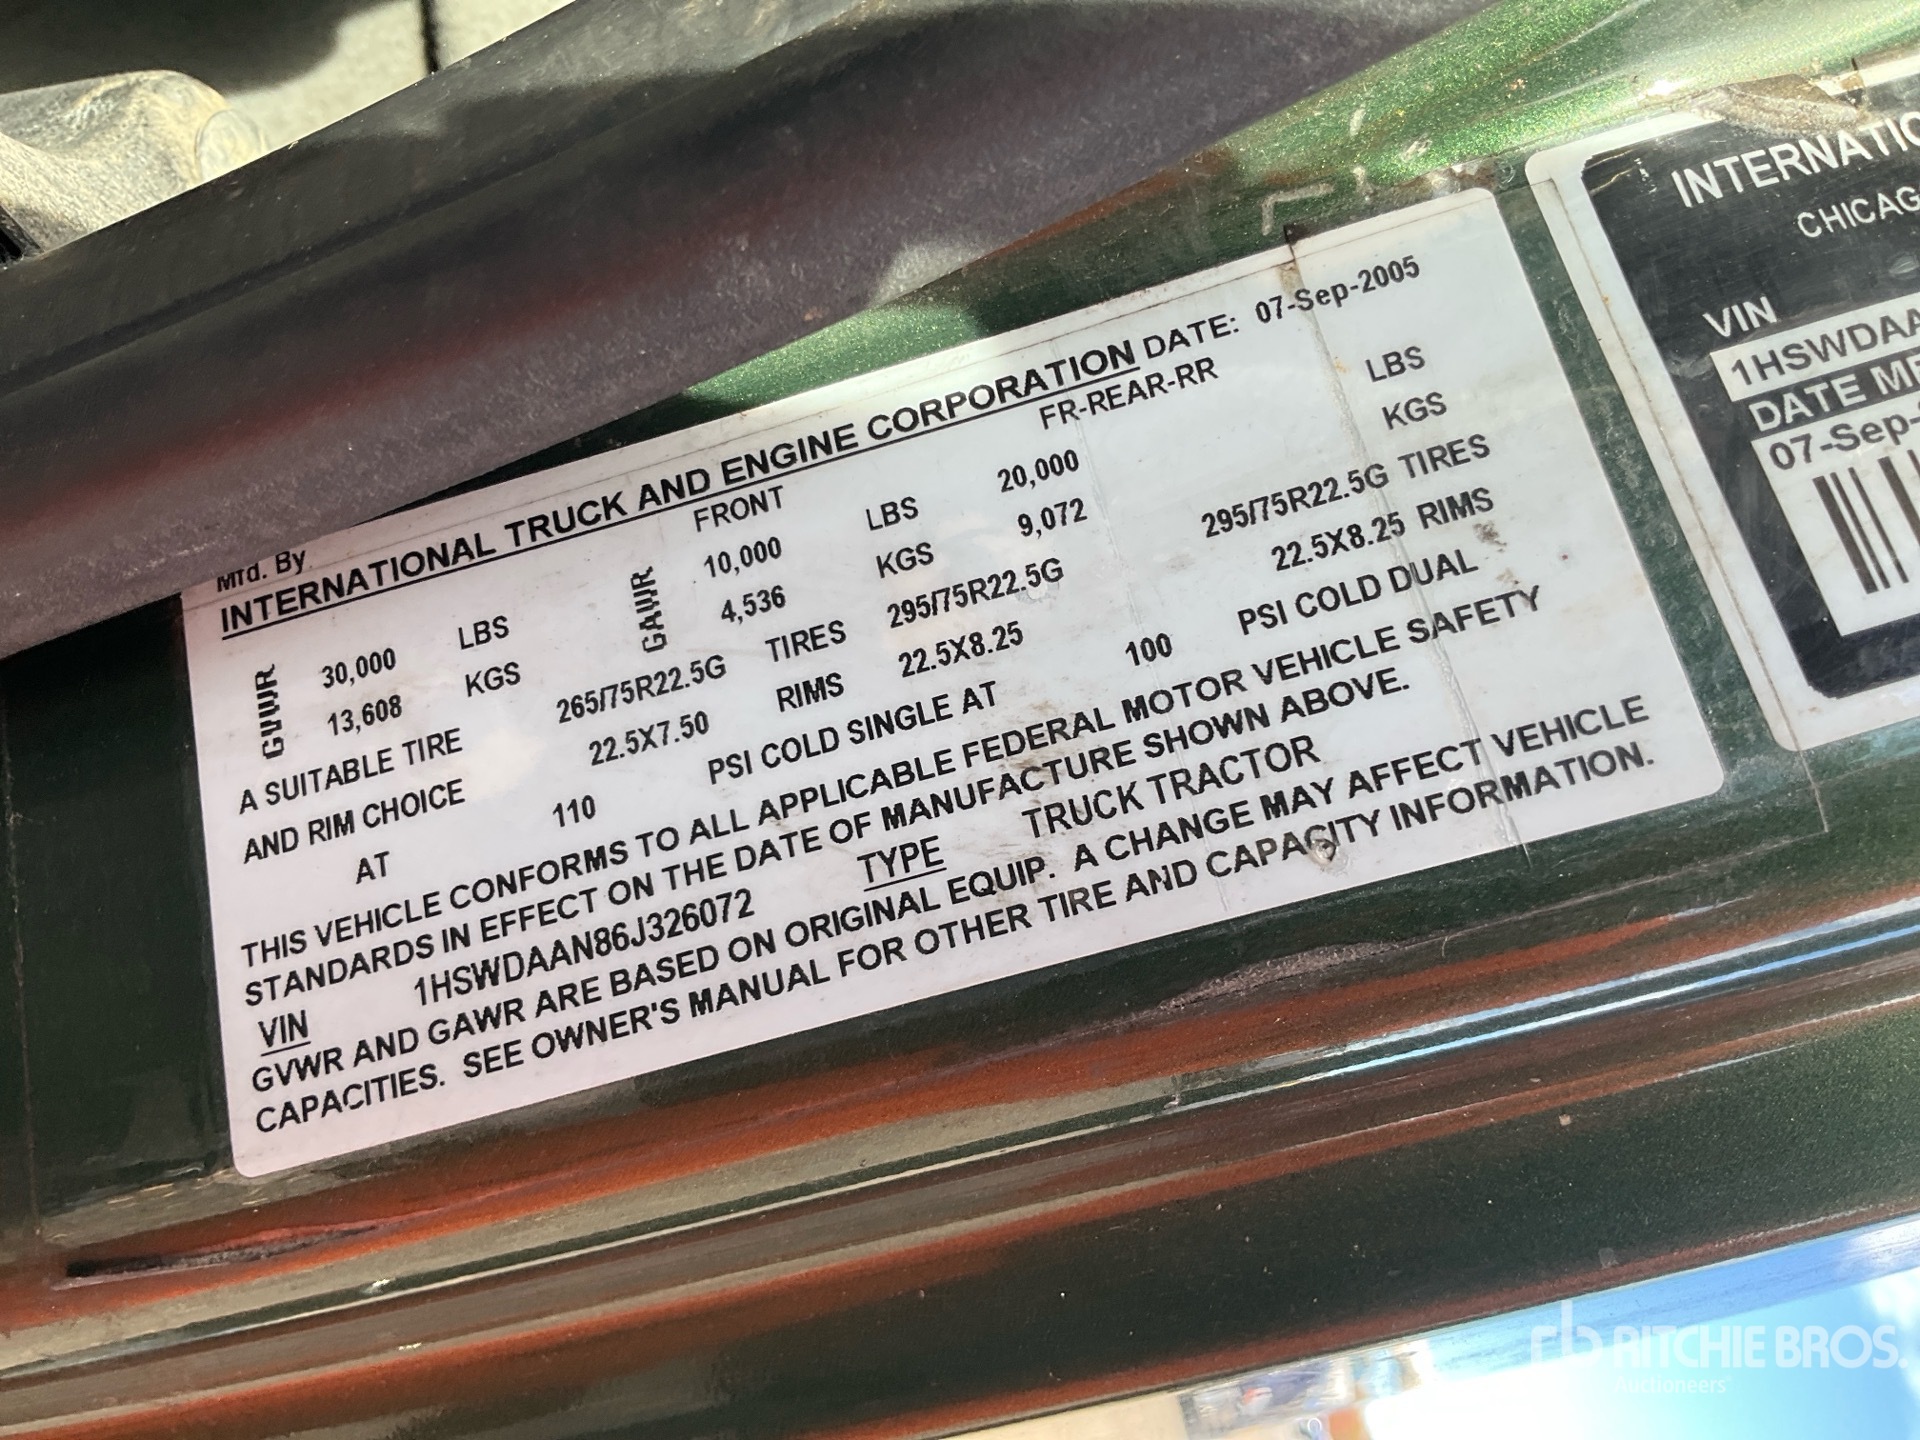 Mfd. By
INTERNATIONAL TRUCK AND ENGINE CORPORATION DATE: 07-Sep-2005
FRONT FR-REAR-RR
GVWR 30,000 LBS GAWR 10,000 LBS 20,000 LBS
13,608 KGS 4,536 KGS 9,072 KGS
A SUITABLE TIRE 265/75R22.5G TIRES 295/75R22.5G 295/75R22.5G TIRES
AND RIM CHOICE 22.5X7.50 RIMS 22.5X8.25 22.5X8.25 RIMS
AT 110 PSI COLD SINGLE AT 100 PSI COLD DUAL
THIS VEHICLE CONFORMS TO ALL APPLICABLE FEDERAL MOTOR VEHICLE SAFETY
STANDARDS IN EFFECT ON THE DATE OF MANUFACTURE SHOWN ABOVE.
VIN 1HSWDAAN86J326072 TYPE TRUCK TRACTOR
GVWR AND GAWR ARE BASED ON ORIGINAL EQUIP. A CHANGE MAY AFFECT VEHICLE
CAPACITIES. SEE OWNER'S MANUAL FOR OTHER TIRE AND CAPACITY INFORMATION.
INTERNATIO
CHICAG
VIN
1HSWDAA
DATE MF
07-Sep-
rb RITCHIE BROS.
Auctioneers